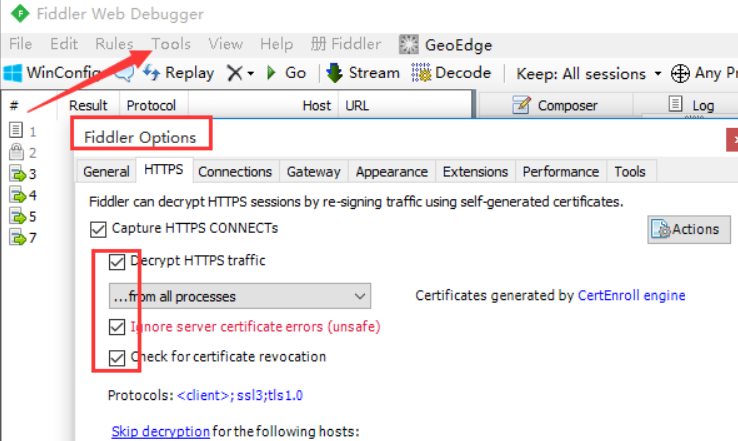 Fiddler Web Debugger
File Edit Rules Tools View Help 册 Fiddler GeoEdge
WinConfig Replay Go Stream Decode Keep: All sessions Any Pr
# Result Protocol Host URL Composer Log
1
2
3
4
5
7
Fiddler Options
General HTTPS Connections Gateway Appearance Extensions Performance Tools
Fiddler can decrypt HTTPS sessions by re-signing traffic using self-generated certificates.
Capture HTTPS CONNECTs
Actions
Decrypt HTTPS traffic
...from all processes
Certificates generated by CertEnroll engine
Ignore server certificate errors (unsafe)
Check for certificate revocation
Protocols: <client>; ssl3;tls1.0
Skip decryption for the following hosts: